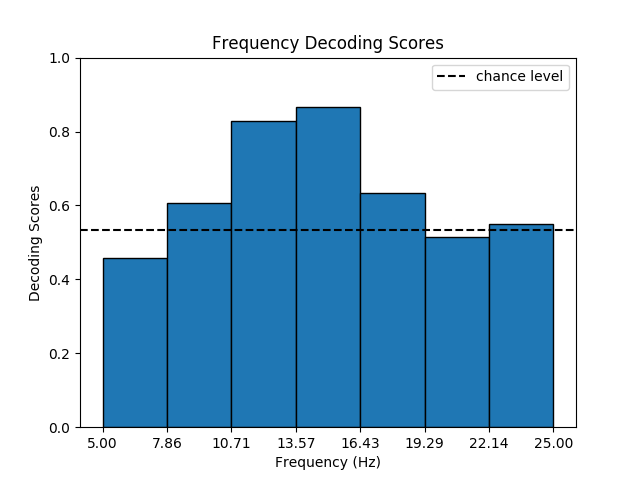 Frequency Decoding Scores
chance level
Decoding Scores
1.0
0.8
0.6
0.4
0.2
0.0
5.00 7.86 10.71 13.57 16.43 19.29 22.14 25.00
Frequency (Hz)